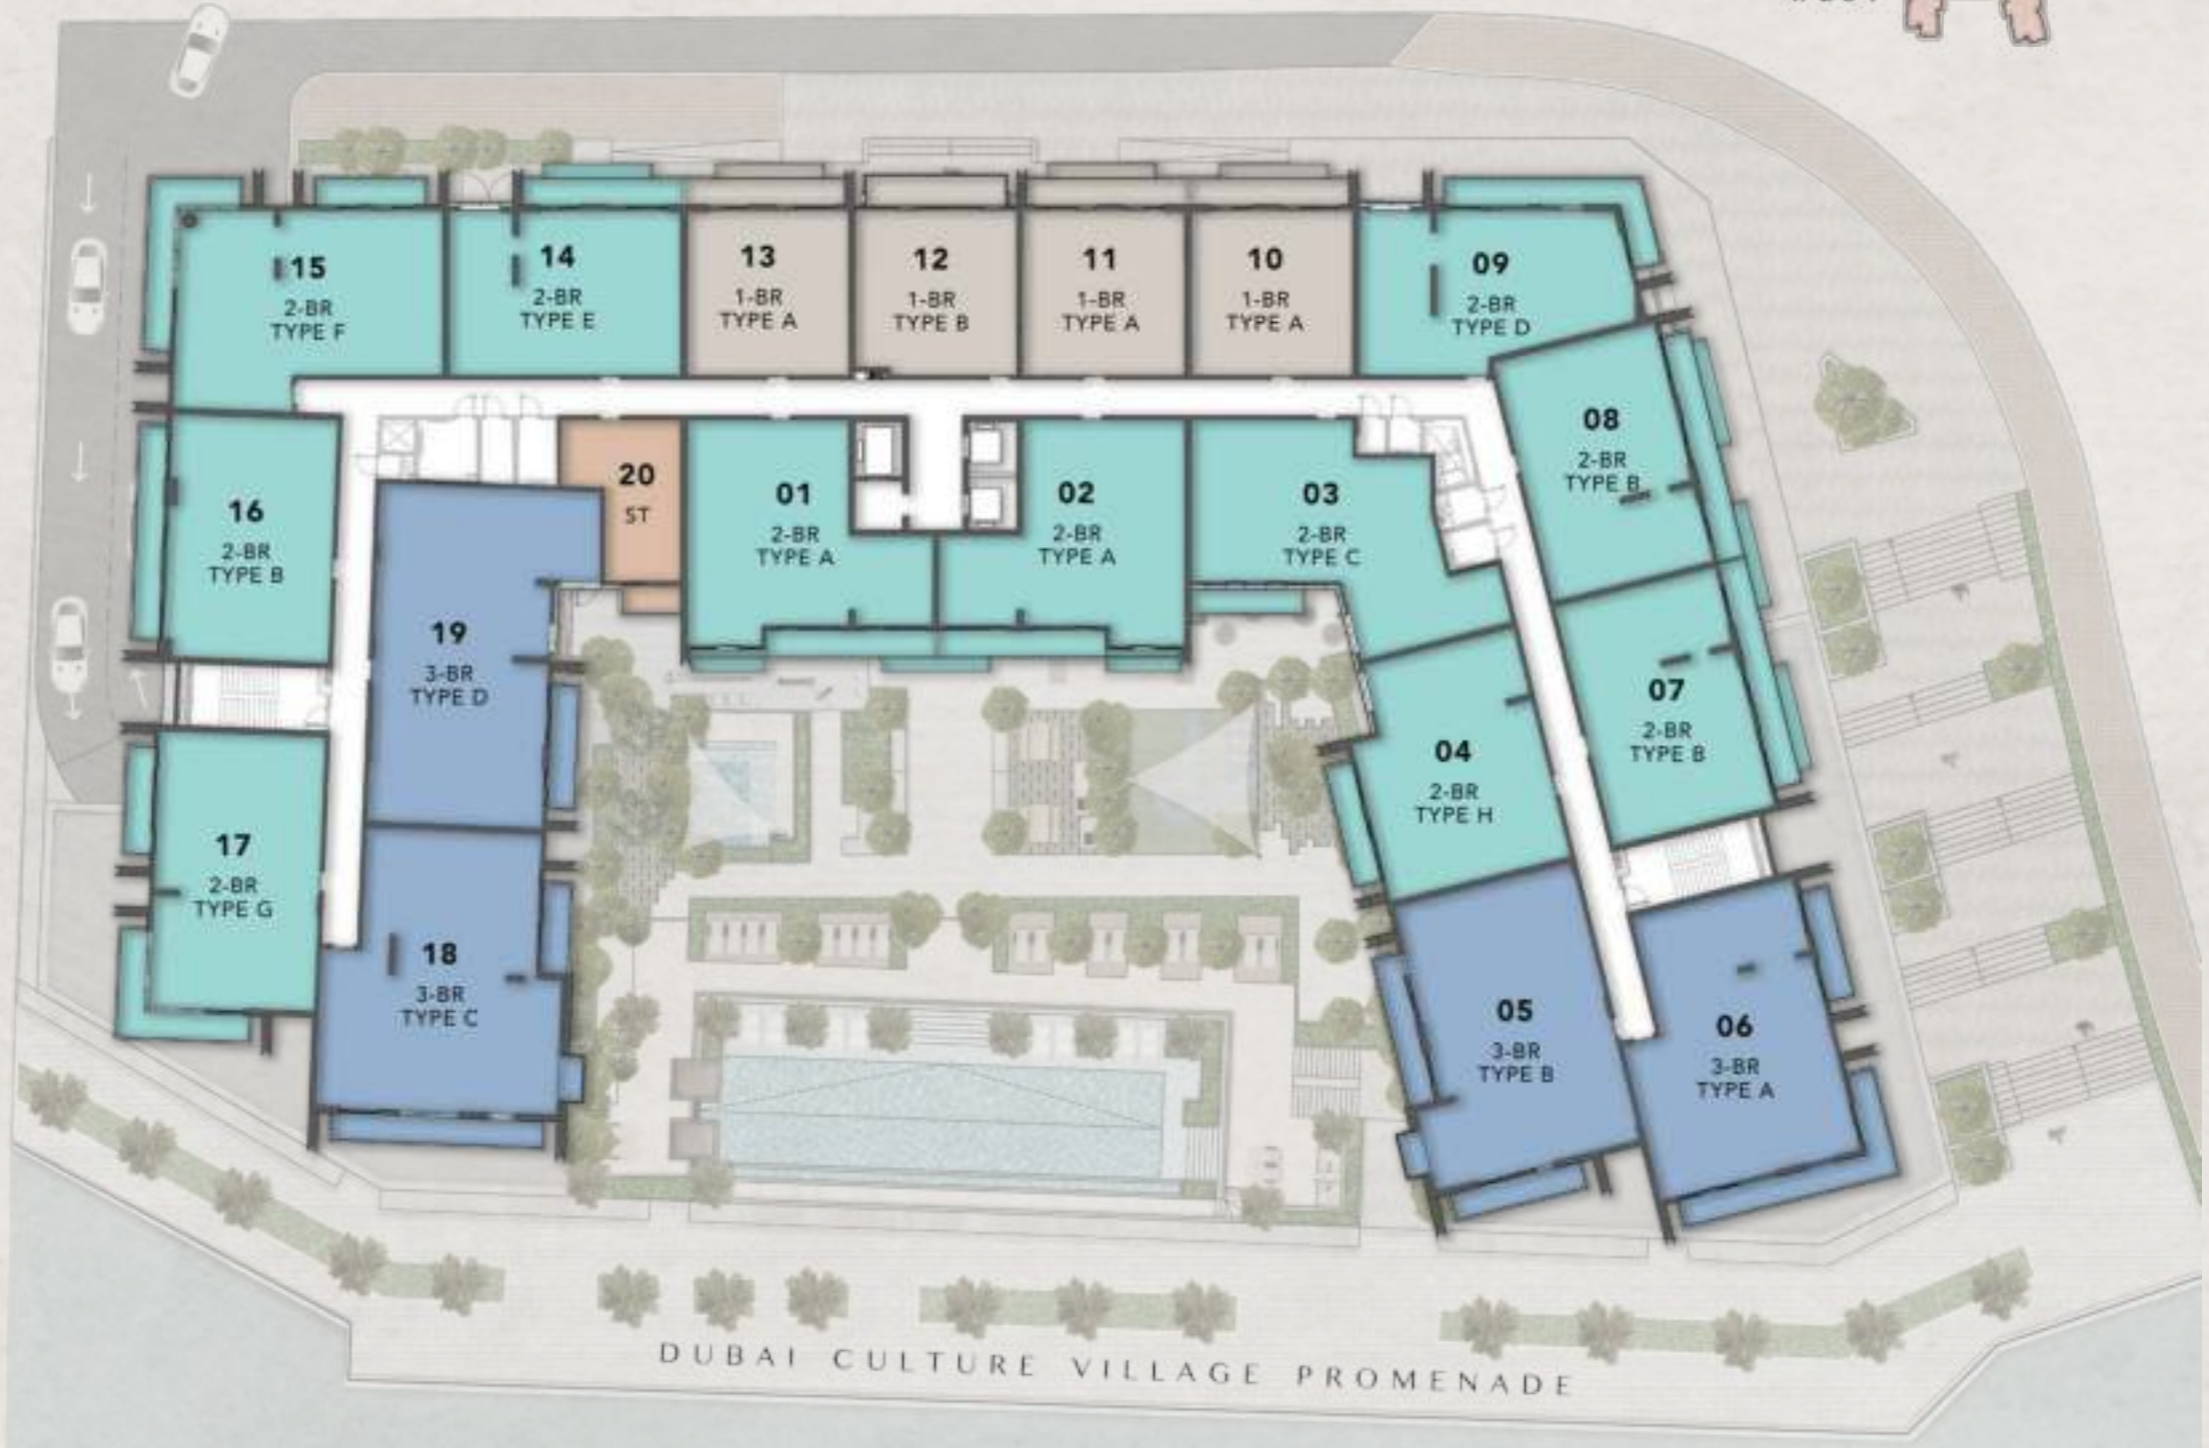 15
2-BR
TYPE F
14
2-BR
TYPE E
13
1-BR
TYPE A
12
1-BR
TYPE B
11
1-BR
TYPE A
10
1-BR
TYPE A
09
2-BR
TYPE D
08
2-BR
TYPE B
16
2-BR
TYPE B
20
ST
01
2-BR
TYPE A
02
2-BR
TYPE A
03
2-BR
TYPE C
19
3-BR
TYPE D
07
2-BR
TYPE B
04
2-BR
TYPE H
17
2-BR
TYPE G
18
3-BR
TYPE C
05
3-BR
TYPE B
06
3-BR
TYPE A
DUBAI CULTURE VILLAGE PROMENADE